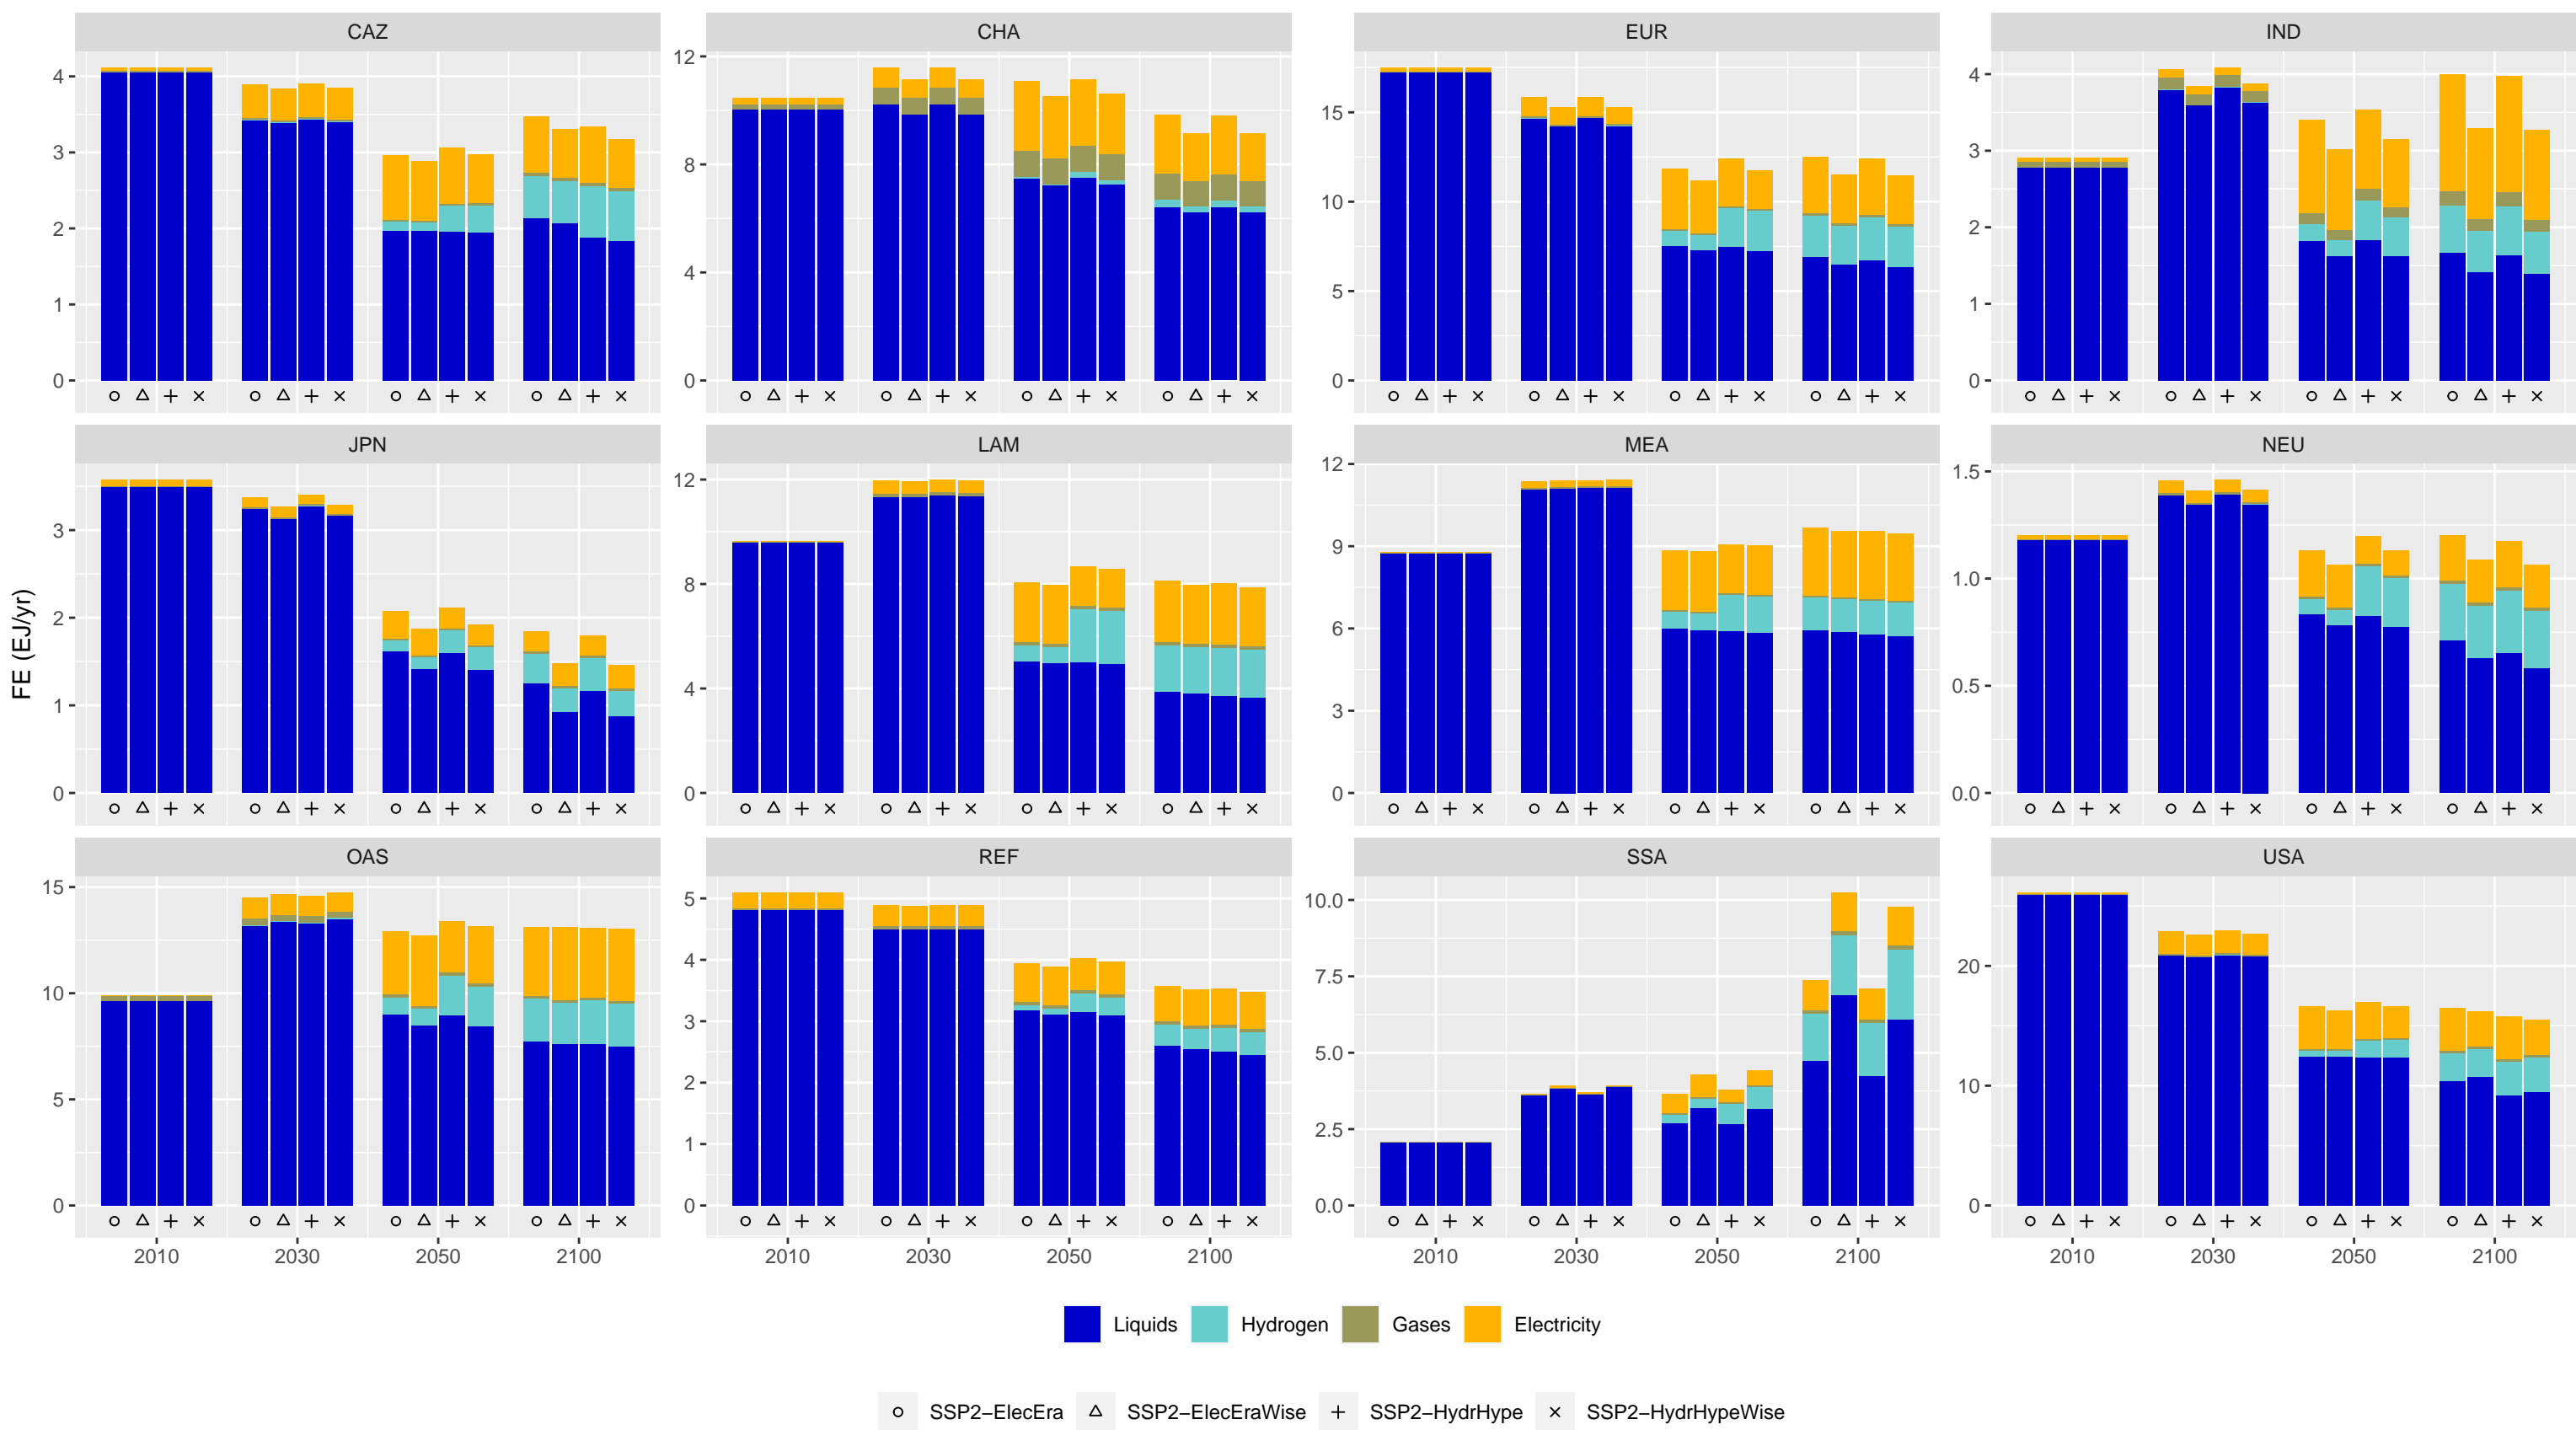 CAZ CHA EUR IND
4 12 15 4
3 8 10 3
2 4 5 2
1 0 0 1
0 0
JPN LAM MEA NEU
3 12 12 1.5
2 8 9 1.0
1 4 6 0.5
0 0 3 0.0
0
FE (EJ/yr)
OAS REF SSA USA
15 5 10.0 20
10 4 7.5 10
5 3 5.0 0
0 2 2.5
1 0.0
0
2010 2030 2050 2100 2010 2030 2050 2100 2010 2030 2050 2100 2010 2030 2050 2100
Liquids Hydrogen Gases Electricity
SSP2−ElecEra SSP2−ElecEraWise SSP2−HydrHype SSP2−HydrHypeWise